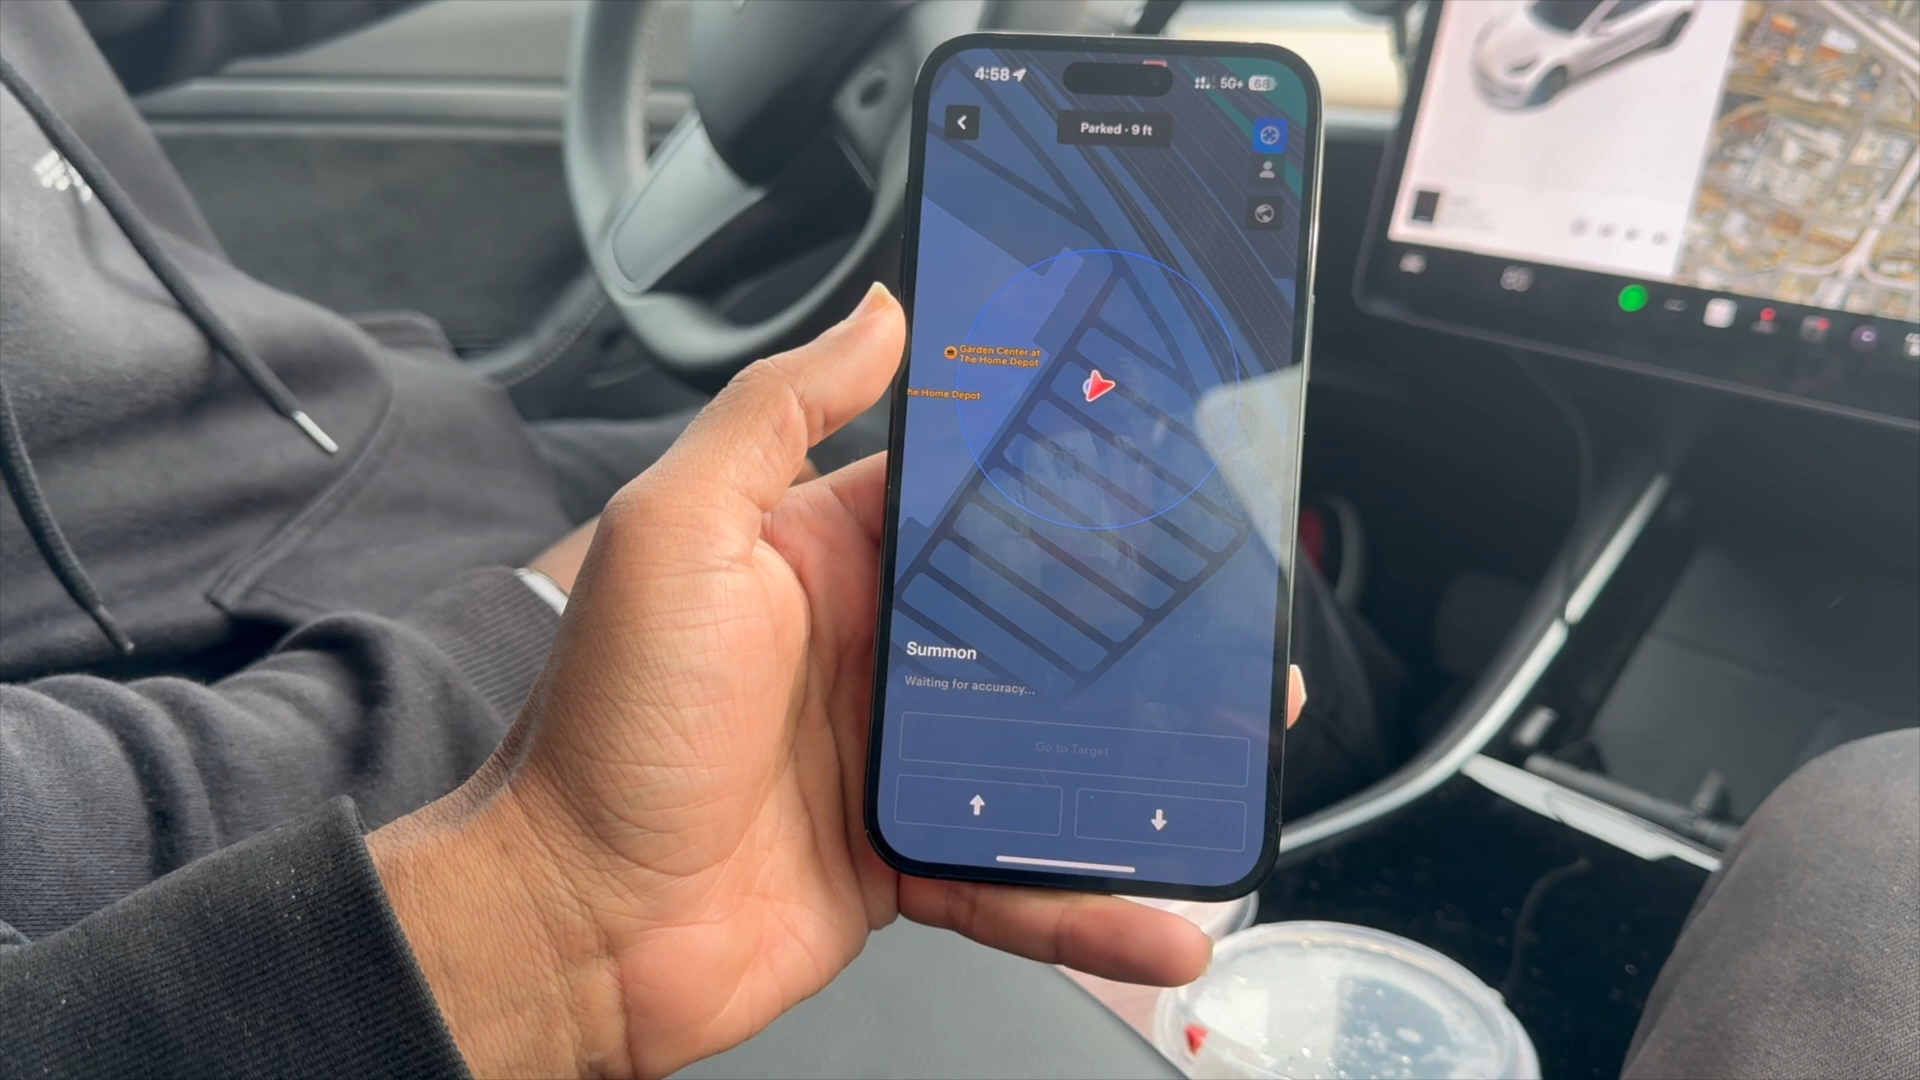 4:58
5G+ 68
Parked · 9 ft
Garden Center at
The Home Depot
he Home Depot
Summon
Waiting for accuracy...
Go to Target